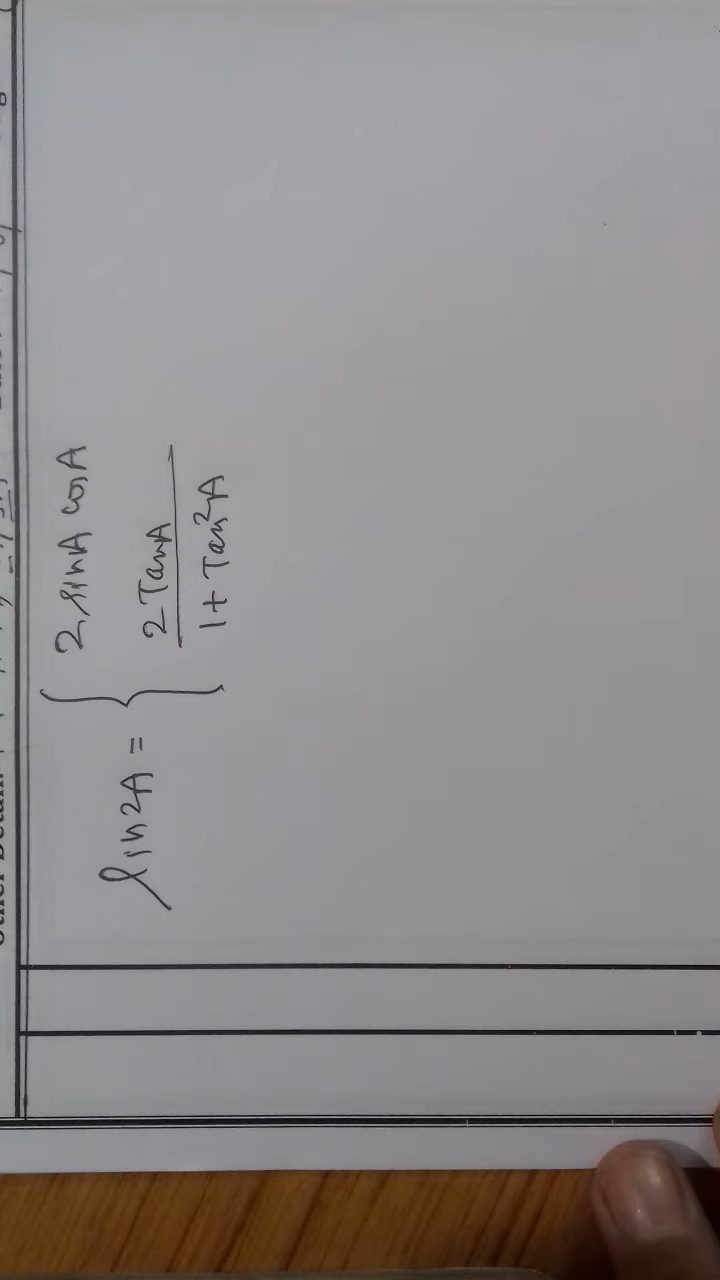 sin2A = { 2 sinA cosA
2 TanA
1 + Tan²A